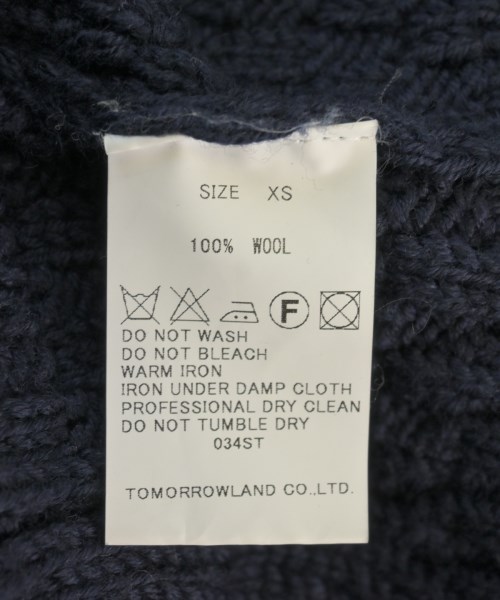 SIZE XS
100% WOOL
F
DO NOT WASH
DO NOT BLEACH
WARM IRON
IRON UNDER DAMP CLOTH
PROFESSIONAL DRY CLEAN
DO NOT TUMBLE DRY
034ST
TOMORROWLAND CO.,LTD.